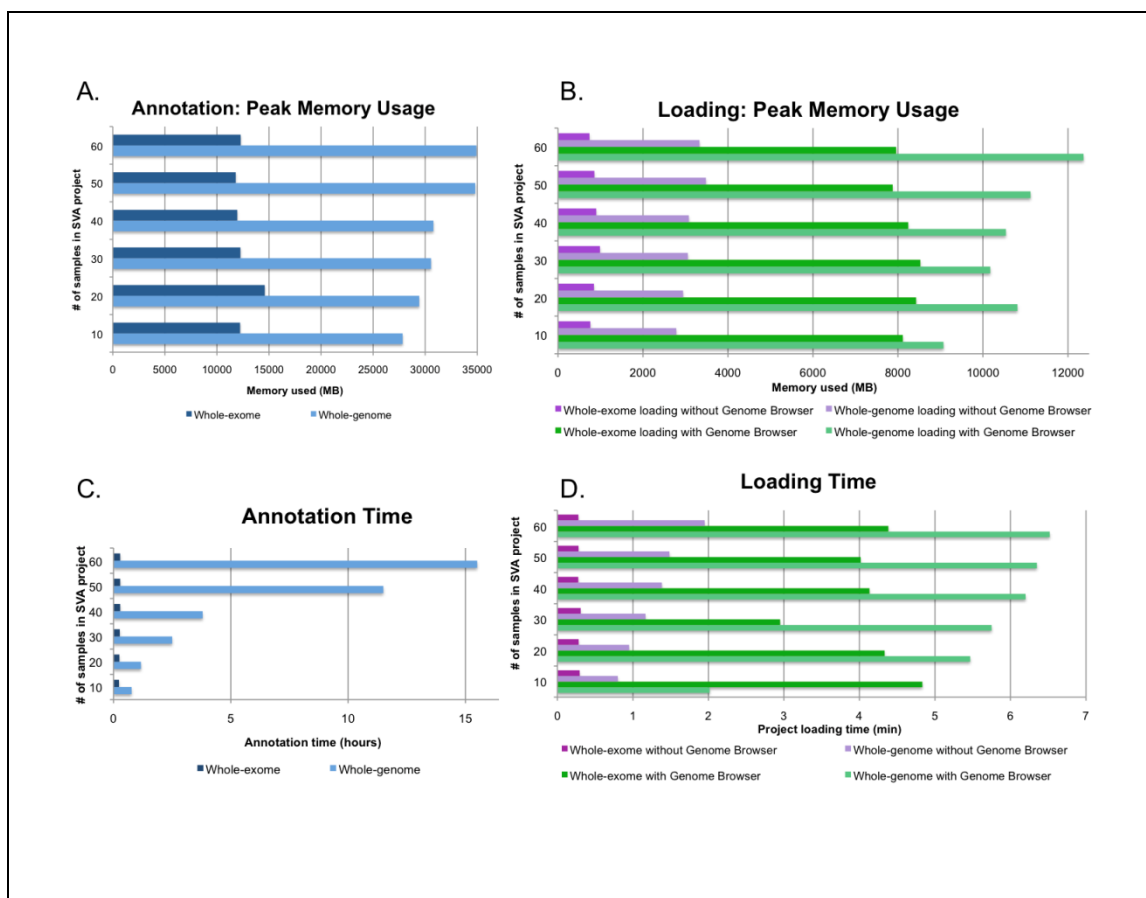 A.
Annotation: Peak Memory Usage
# of samples in SVA project
60
50
40
30
20
10
0 5000 10000 15000 20000 25000 30000 35000
Memory used (MB)
Whole-exome Whole-genome
B.
Loading: Peak Memory Usage
# of samples in SVA project
60
50
40
30
20
10
0 2000 4000 6000 8000 10000 12000
Memory used (MB)
Whole-exome loading without Genome Browser Whole-genome loading without Genome Browser
Whole-exome loading with Genome Browser Whole-genome loading with Genome Browser
C.
Annotation Time
# of samples in SVA project
60
50
40
30
20
10
0 5 10 15
Annotation time (hours)
Whole-exome Whole-genome
D.
Loading Time
# of samples in SVA project
60
50
40
30
20
10
0 1 2 3 4 5 6 7
Project loading time (min)
Whole-exome without Genome Browser Whole-genome without Genome Browser
Whole-exome with Genome Browser Whole-genome with Genome Browser